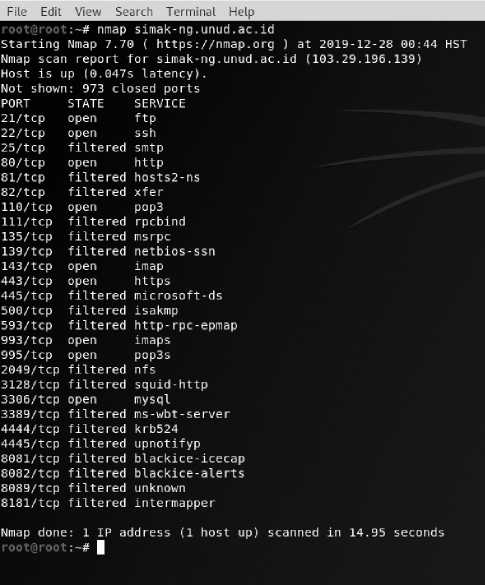 File Edit View Search Terminal Help
root@root:~# nmap simak-ng.unud.ac.id
Starting Nmap 7.70 ( https://nmap.org ) at 2019-12-28 00:44 HST
Nmap scan report for simak-ng.unud.ac.id (103.29.196.139)
Host is up (0.047s latency).
Not shown: 973 closed ports
PORT STATE SERVICE
21/tcp open ftp
22/tcp open ssh
25/tcp filtered smtp
80/tcp open http
81/tcp filtered hosts2-ns
82/tcp filtered xfer
110/tcp open pop3
111/tcp filtered rpcbind
135/tcp filtered msrpc
139/tcp filtered netbios-ssn
143/tcp open imap
443/tcp open https
445/tcp filtered microsoft-ds
500/tcp filtered isakmp
593/tcp filtered http-rpc-epmap
993/tcp open imaps
995/tcp open pop3s
2049/tcp filtered nfs
3128/tcp filtered squid-http
3306/tcp open mysql
3389/tcp filtered ms-wbt-server
4444/tcp filtered krb524
4445/tcp filtered upnotifyp
8081/tcp filtered blackice-icecap
8082/tcp filtered blackice-alerts
8089/tcp filtered unknown
8181/tcp filtered intermapper
Nmap done: 1 IP address (1 host up) scanned in 14.95 seconds
root@root:~#